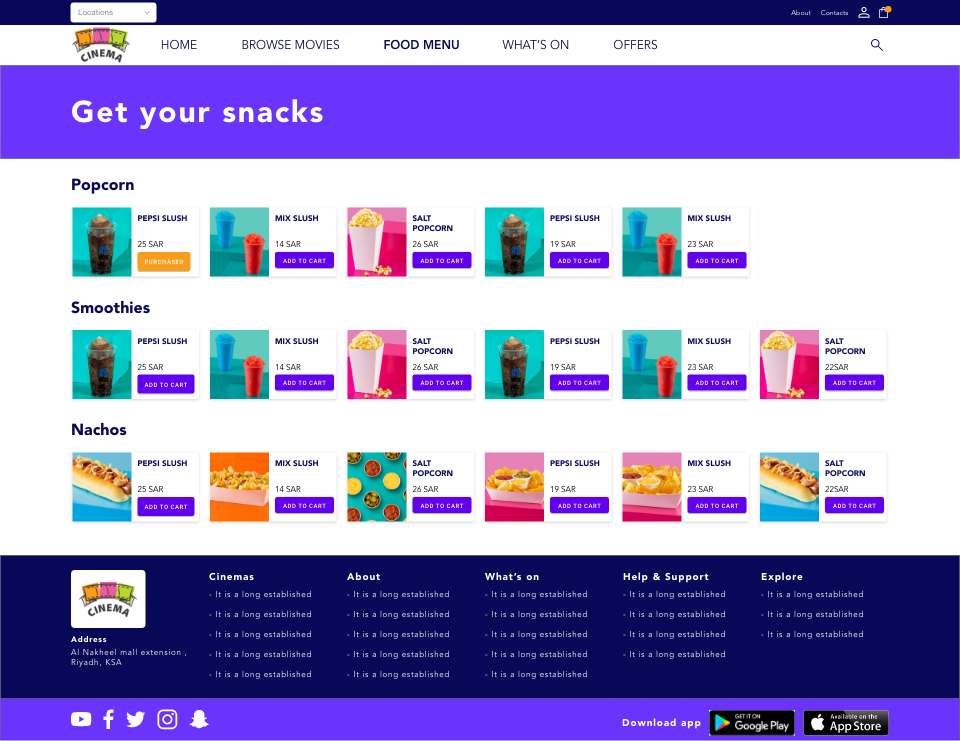 Locations
About Contacts
CINEMA
HOME BROWSE MOVIES FOOD MENU WHAT'S ON OFFERS
Get your snacks
Popcorn
PEPSI SLUSH
25 SAR
PURCHASED
MIX SLUSH
14 SAR
ADD TO CART
SALT
POPCORN
26 SAR
ADD TO CART
PEPSI SLUSH
19 SAR
ADD TO CART
MIX SLUSH
23 SAR
ADD TO CART
Smoothies
PEPSI SLUSH
25 SAR
ADD TO CART
MIX SLUSH
14 SAR
ADD TO CART
SALT
POPCORN
26 SAR
ADD TO CART
PEPSI SLUSH
19 SAR
ADD TO CART
MIX SLUSH
23 SAR
ADD TO CART
SALT
POPCORN
22SAR
ADD TO CART
Nachos
PEPSI SLUSH
25 SAR
ADD TO CART
MIX SLUSH
14 SAR
ADD TO CART
SALT
POPCORN
26 SAR
ADD TO CART
PEPSI SLUSH
19 SAR
ADD TO CART
MIX SLUSH
23 SAR
ADD TO CART
SALT
POPCORN
22SAR
ADD TO CART
CINEMA
Address
Al Nakheel mall extension ,
Riyadh, KSA
Cinemas
- It is a long established
- It is a long established
- It is a long established
- It is a long established
- It is a long established
About
- It is a long established
- It is a long established
- It is a long established
- It is a long established
- It is a long established
What's on
- It is a long established
- It is a long established
- It is a long established
- It is a long established
- It is a long established
Help & Support
- It is a long established
- It is a long established
- It is a long established
- It is a long established
Explore
- It is a long established
- It is a long established
- It is a long established
Download app
GET IT ON
Google Play
Available on the
App Store